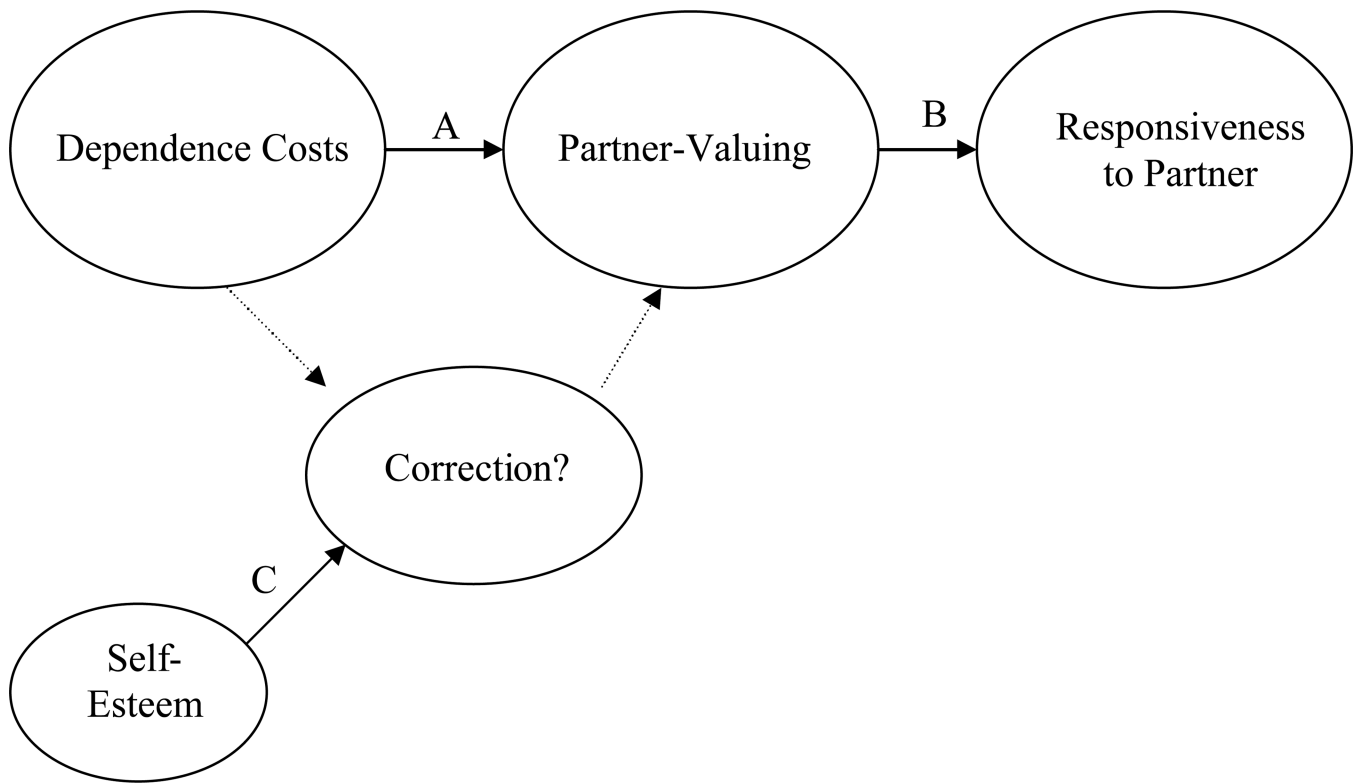 Dependence Costs
A
Partner-Valuing
B
Responsiveness
to Partner
Correction?
C
Self-
Esteem